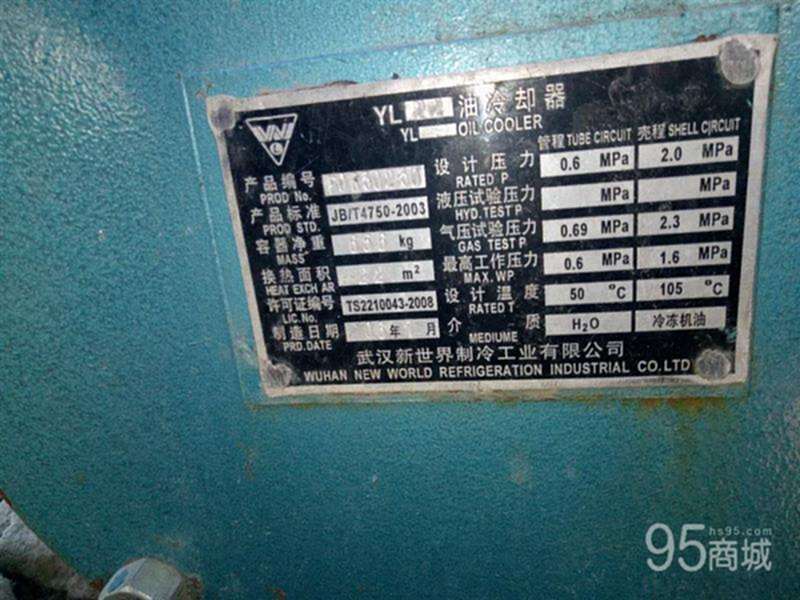 YL 油冷却器
YL OIL COOLER
管程 TUBE CIRCUIT 壳程 SHELL CIRCUIT
产品编号
PROD No.
设计压力 0.6 MPa 2.0 MPa
RATED P
产品标准 JB/T4750-2003
PROD STD.
液压试验压力 MPa MPa
HYD.TEST P
容器净重 kg
MASS
气压试验压力 0.69 MPa 2.3 MPa
GAS TEST P
换热面积 m²
HEAT EXCH AR
最高工作压力 0.6 MPa 1.6 MPa
MAX.WP
许可证编号 TS2210043-2008
LIC.No.
设计温度 50 °C 105 °C
RATED T
制造日期 年 月
PRD.DATE
介质 H₂O 冷冻机油
MEDIUME
武汉新世界制冷工业有限公司
WUHAN NEW WORLD REFRIGERATION INDUSTRIAL CO.LTD
hs95.com
95商城